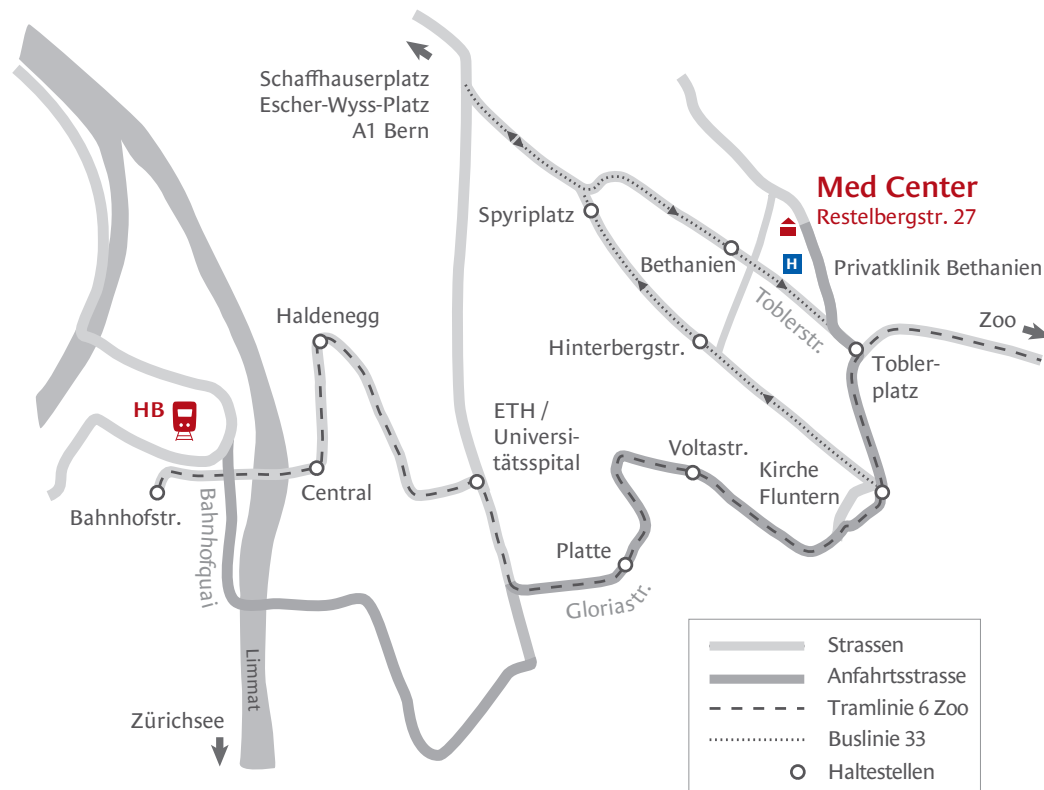 Schaffhauserplatz
Escher-Wyss-Platz
A1 Bern
Med Center
Restelbergstr. 27
Spyriplatz
Bethanien
H
Privatklinik Bethanien
Toblerstr.
Zoo
Haldenegg
Hinterbergstr.
Tobler-
platz
HB
ETH /
Universi-
tätsspital
Voltastr.
Kirche
Fluntern
Central
Bahnhofstr.
Bahnhofquai
Platte
Gloriastr.
Limmat
Zürichsee
Strassen
Anfahrtsstrasse
Tramlinie 6 Zoo
Buslinie 33
Haltestellen